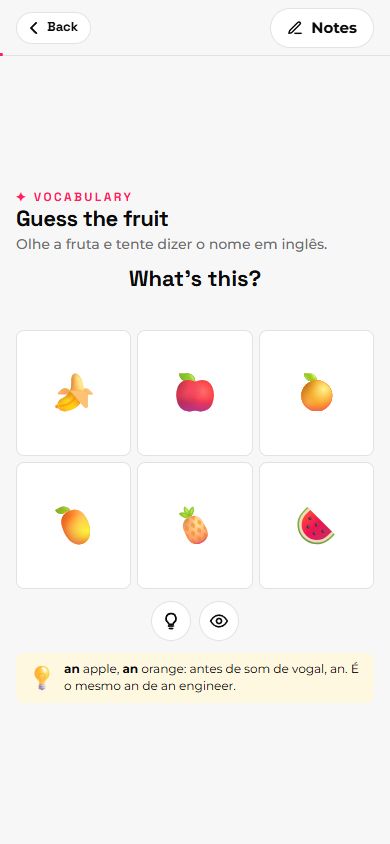 Back
Notes
VOCABULARY
Guess the fruit
Olhe a fruta e tente dizer o nome em inglês.
What's this?
an apple, an orange: antes de som de vogal, an. É
o mesmo an de an engineer.